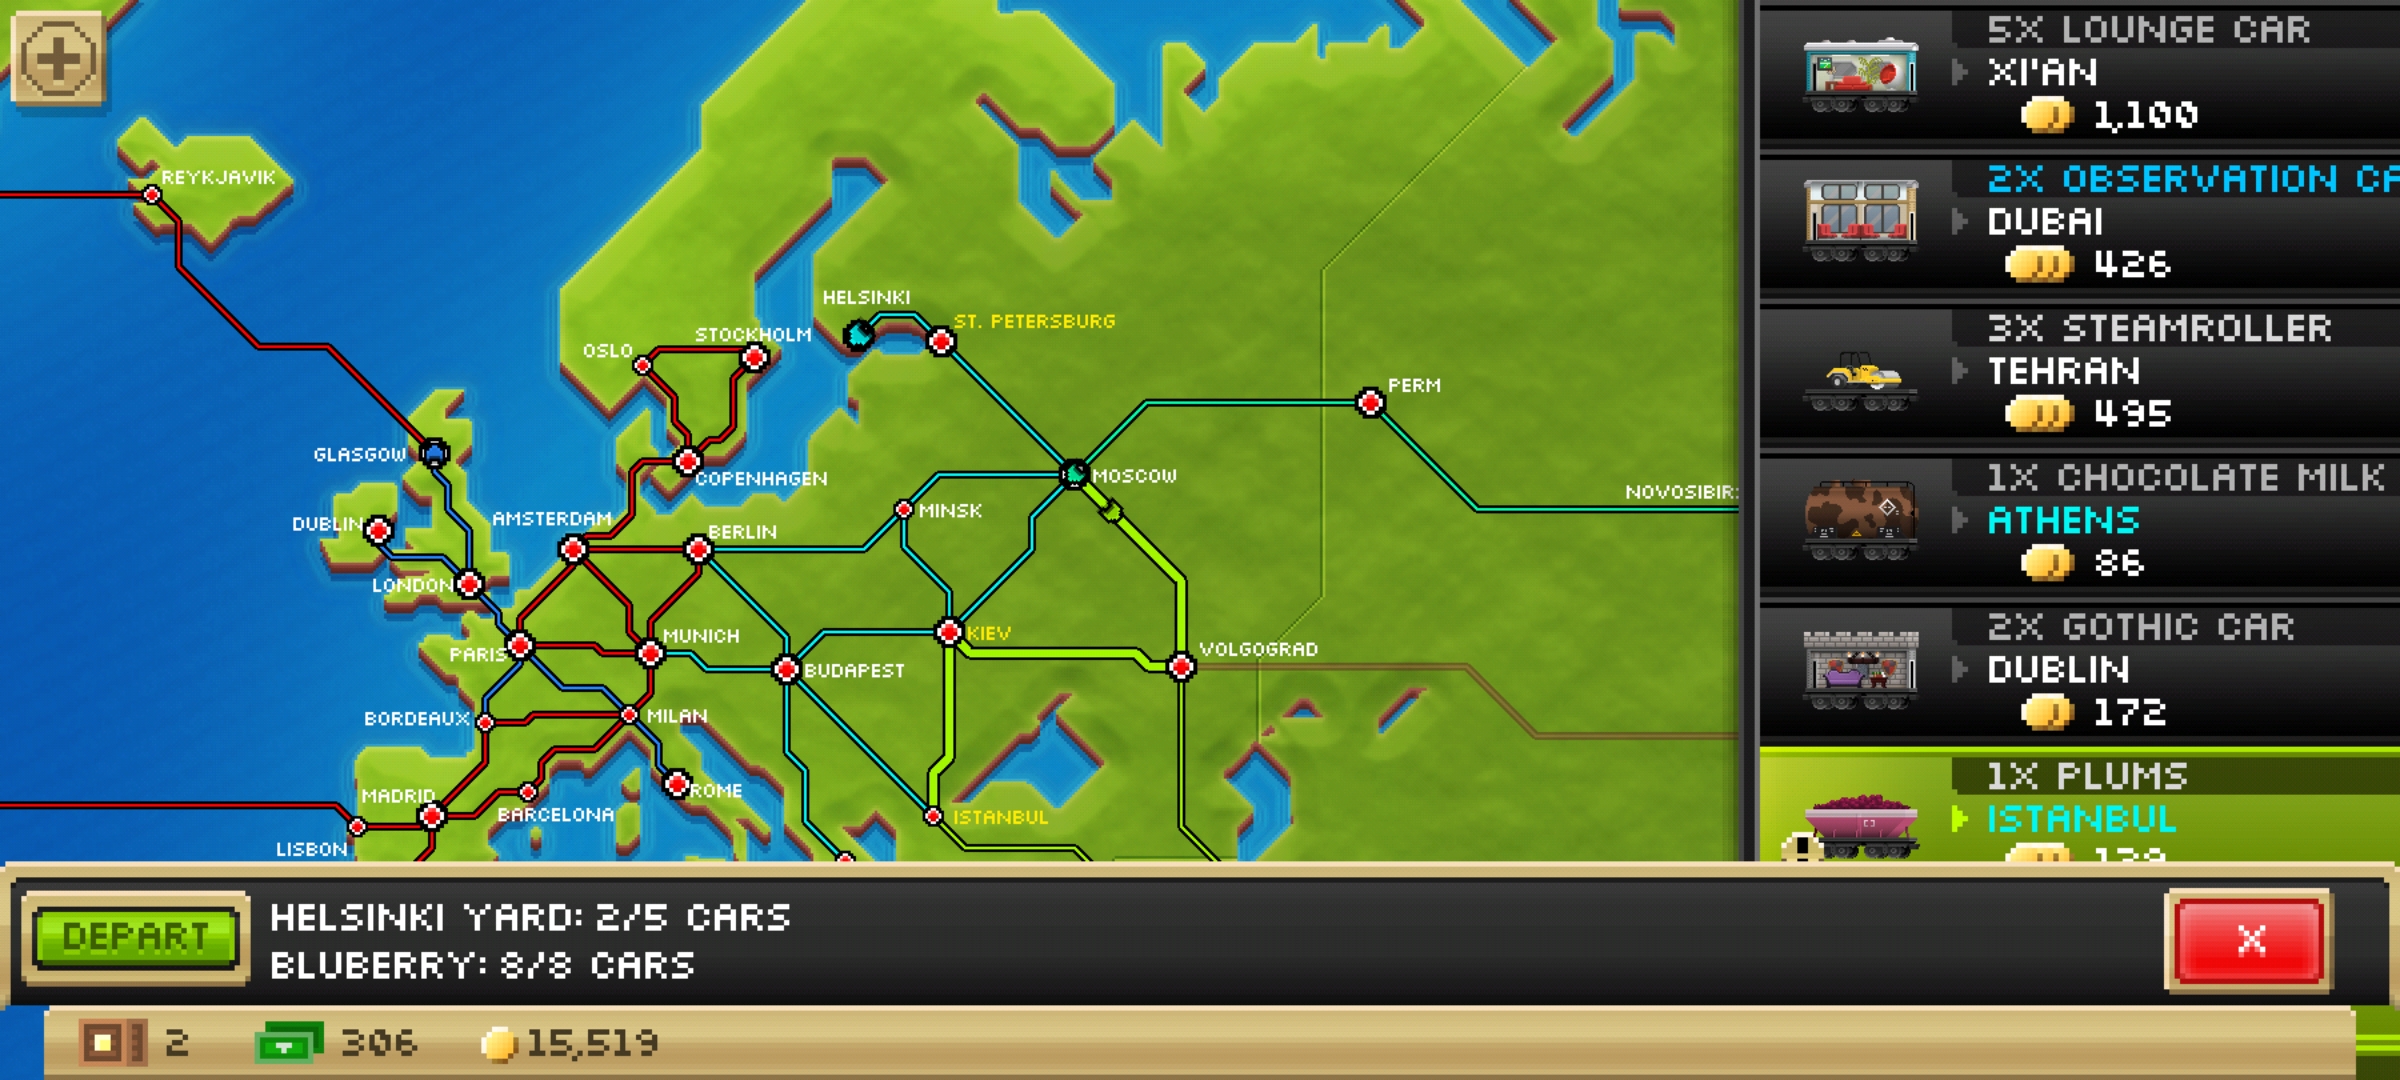 REYKJAVIK
HELSINKI
ST. PETERSBURG
STOCKHOLM
OSLO
PERM
GLASGOW
COPENHAGEN
MOSCOW
NOVOSIBIR
DUBLIN
AMSTERDAM
MINSK
BERLIN
LONDON
MUNICH
KIEV
VOLGOGRAD
PARIS
BUDAPEST
BORDEAUX
MILAN
MADRID
ROME
BARCELONA
ISTANBUL
LISBON
5X LOUNGE CAR
XI'AN
1,100
2X OBSERVATION CA
DUBAI
426
3X STEAMROLLER
TEHRAN
495
1X CHOCOLATE MILK
ATHENS
86
2X GOTHIC CAR
DUBLIN
172
1X PLUMS
ISTANBUL
DEPART
HELSINKI YARD: 2/5 CARS
BLUBERRY: 8/8 CARS
X
2
306
15,519